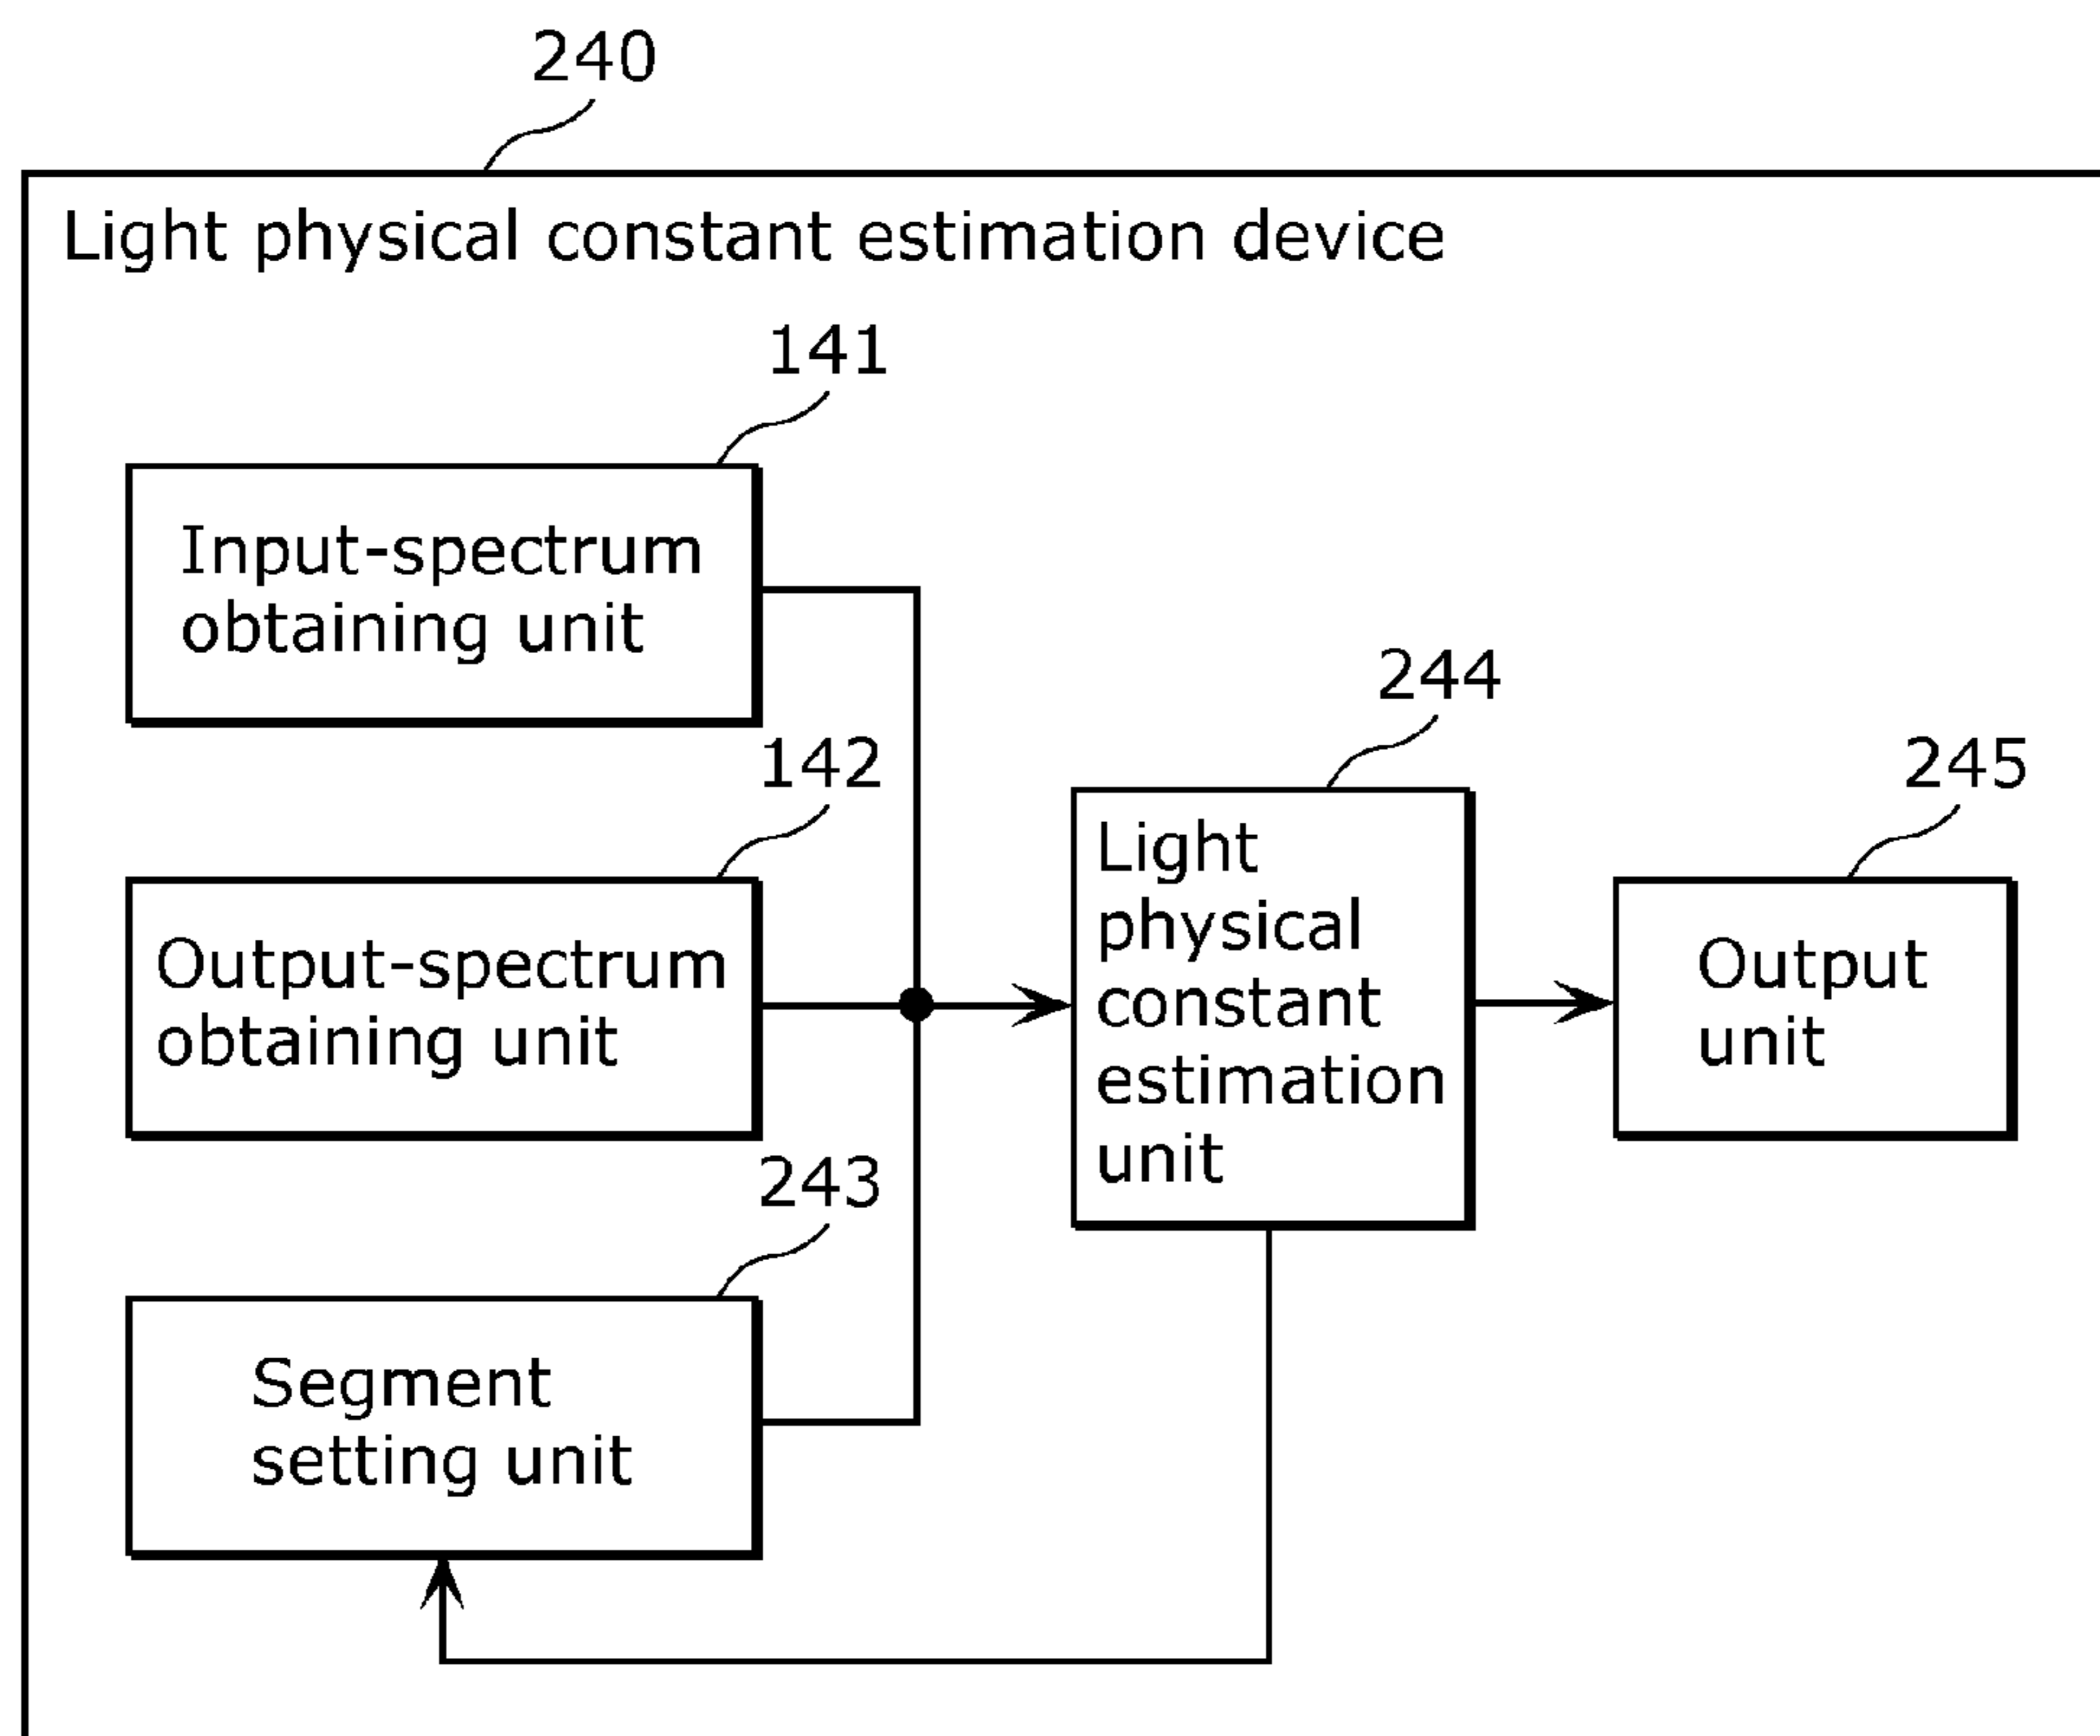 240
Light physical constant estimation device
141
Input-spectrum
obtaining unit
142
Output-spectrum
obtaining unit
243
Segment
setting unit
244
Light
physical
constant
estimation
unit
245
Output
unit